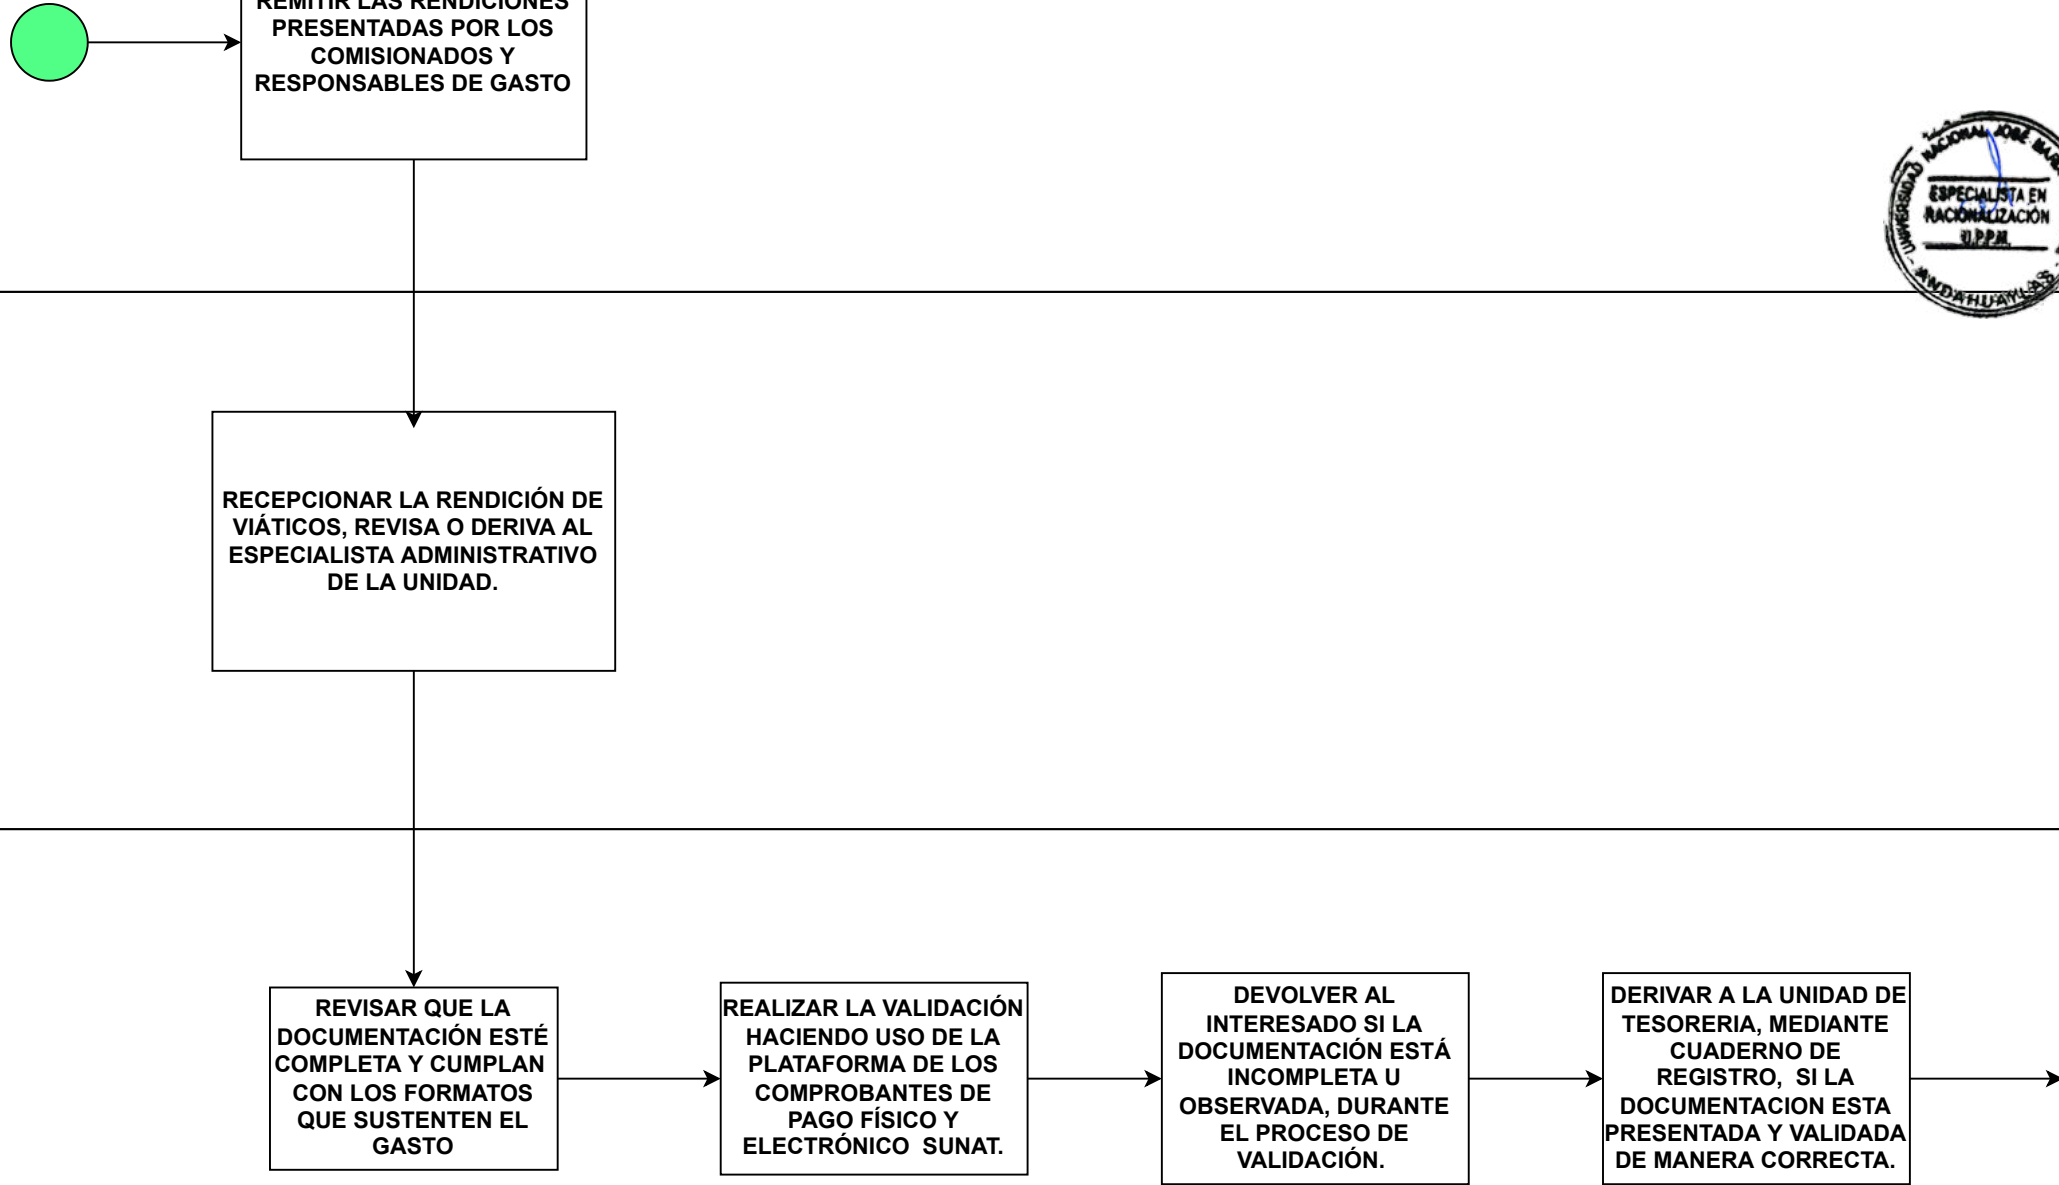 REMITIR LAS RENDICIONES
PRESENTADAS POR LOS
COMISIONADOS Y
RESPONSABLES DE GASTO
UNIVERSIDAD NACIONAL JOSÉ
ESPECIALISTA EN
RACIONALIZACIÓN
U.P.P.M.
ANDAHUAYLAS
RECEPCIONAR LA RENDICIÓN DE
VIÁTICOS, REVISA O DERIVA AL
ESPECIALISTA ADMINISTRATIVO
DE LA UNIDAD.
REVISAR QUE LA
DOCUMENTACIÓN ESTÉ
COMPLETA Y CUMPLAN
CON LOS FORMATOS
QUE SUSTENTEN EL
GASTO
REALIZAR LA VALIDACIÓN
HACIENDO USO DE LA
PLATAFORMA DE LOS
COMPROBANTES DE
PAGO FÍSICO Y
ELECTRÓNICO  SUNAT.
DEVOLVER AL
INTERESADO SI LA
DOCUMENTACIÓN ESTÁ
INCOMPLETA U
OBSERVADA, DURANTE
EL PROCESO DE
VALIDACIÓN.
DERIVAR A LA UNIDAD DE
TESORERIA, MEDIANTE
CUADERNO DE
REGISTRO,  SI LA
DOCUMENTACION ESTA
PRESENTADA Y VALIDADA
DE MANERA CORRECTA.